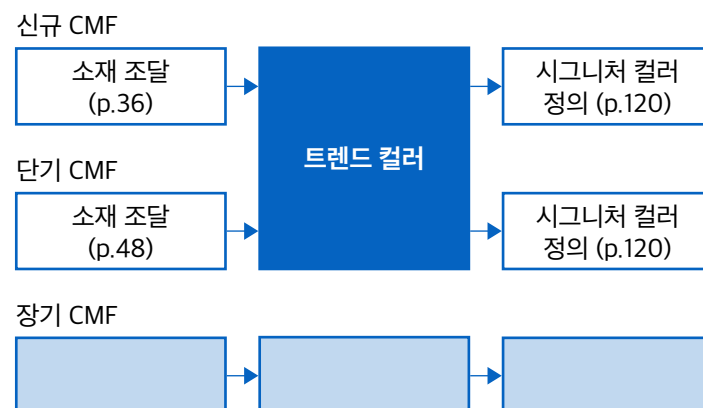 신규 CMF
소재 조달
(p.36)
트렌드 컬러
시그니처 컬러
정의 (p.120)
단기 CMF
소재 조달
(p.48)
시그니처 컬러
정의 (p.120)
장기 CMF